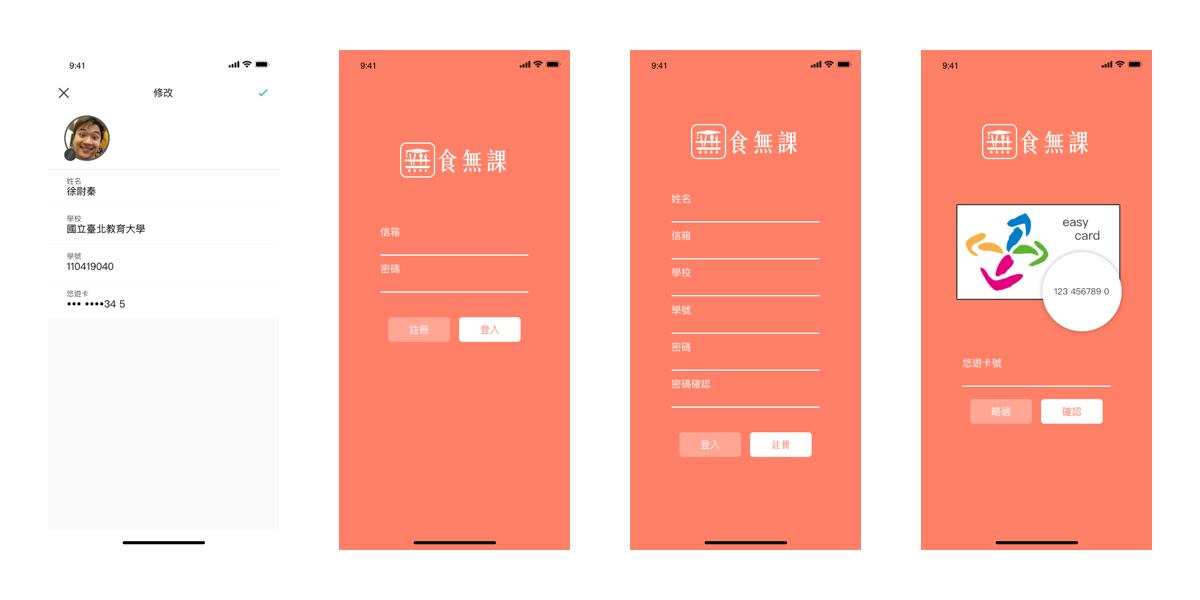 9:41
修改
姓名
徐尉秦
學校
國立臺北教育大學
學號
110419040
悠遊卡
••• ••••34 5
9:41
食無課
信箱
密碼
註冊
登入
9:41
食無課
姓名
信箱
學校
學號
密碼
密碼確認
登入
註冊
9:41
食無課
easy
card
123 456789 0
悠遊卡號
略過
確認